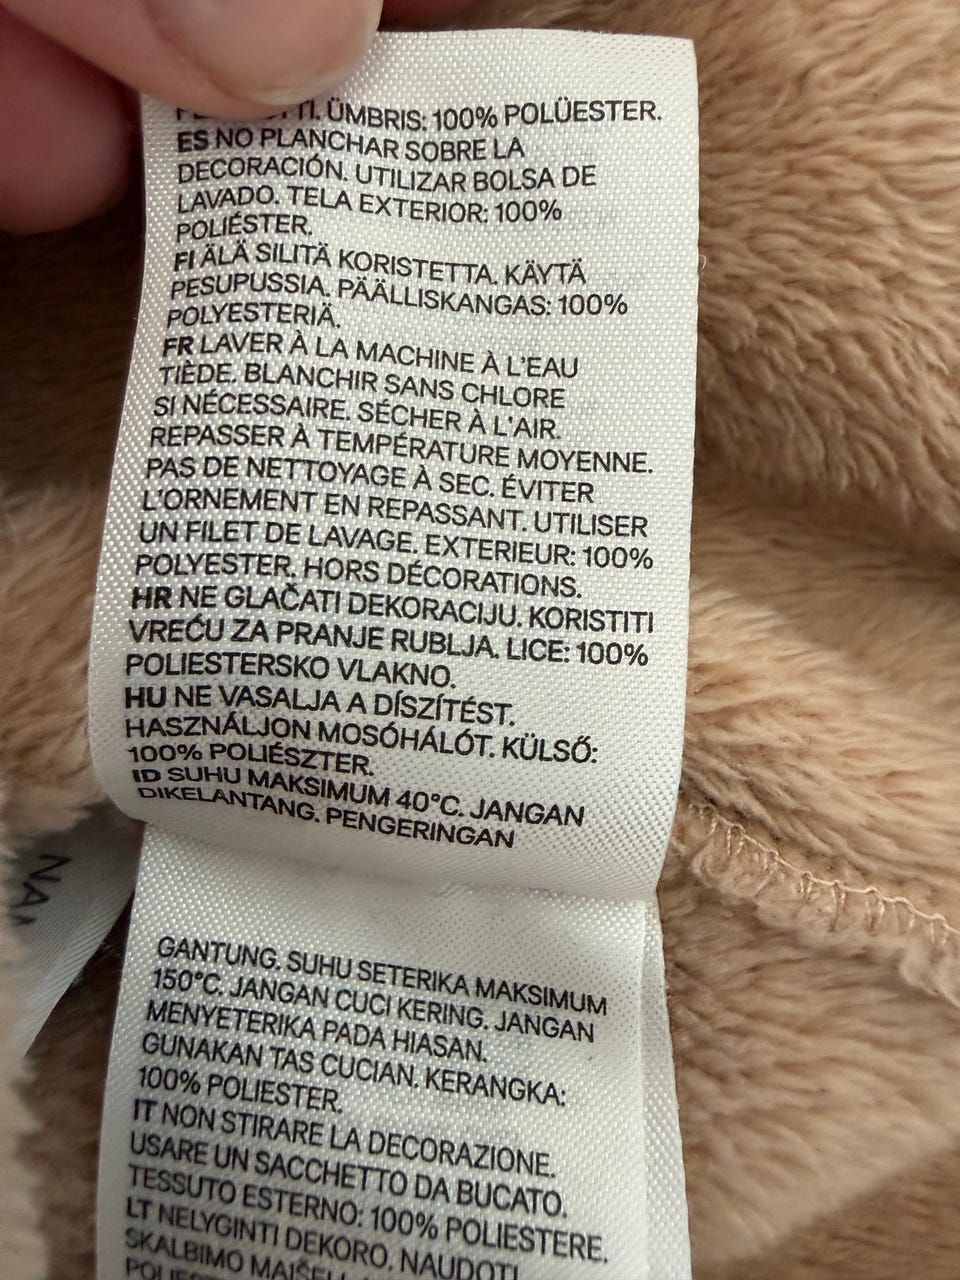 ÜMBRIS: 100% POLÜESTER.
ES NO PLANCHAR SOBRE LA
DECORACIÓN. UTILIZAR BOLSA DE
LAVADO. TELA EXTERIOR: 100%
POLIÉSTER.
FI ÄLÄ SILITÄ KORISTETTA. KÄYTÄ
PESUPUSSIA. PÄÄLLISKANGAS: 100%
POLYESTERIÄ.
FR LAVER À LA MACHINE À L'EAU
TIÈDE. BLANCHIR SANS CHLORE
SI NÉCESSAIRE. SÉCHER À L'AIR.
REPASSER À TEMPÉRATURE MOYENNE.
PAS DE NETTOYAGE À SEC. ÉVITER
L'ORNEMENT EN REPASSANT. UTILISER
UN FILET DE LAVAGE. EXTERIEUR: 100%
POLYESTER. HORS DÉCORATIONS.
HR NE GLAČATI DEKORACIJU. KORISTITI
VREĆU ZA PRANJE RUBLJA. LICE: 100%
POLIESTERSKO VLAKNO.
HU NE VASALJA A DÍSZÍTÉST.
HASZNÁLJON MOSÓHÁLÓT. KÜLSŐ:
100% POLIÉSZTER.
ID SUHU MAKSIMUM 40°C. JANGAN
DIKELANTANG. PENGERINGAN
GANTUNG. SUHU SETERIKA MAKSIMUM
150°C. JANGAN CUCI KERING. JANGAN
MENYETERIKA PADA HIASAN.
GUNAKAN TAS CUCIAN. KERANGKA:
100% POLIESTER.
IT NON STIRARE LA DECORAZIONE.
USARE UN SACCHETTO DA BUCATO.
TESSUTO ESTERNO: 100% POLIESTERE.
LT NELYGINTI DEKORO. NAUDOTI
SKALBIMO